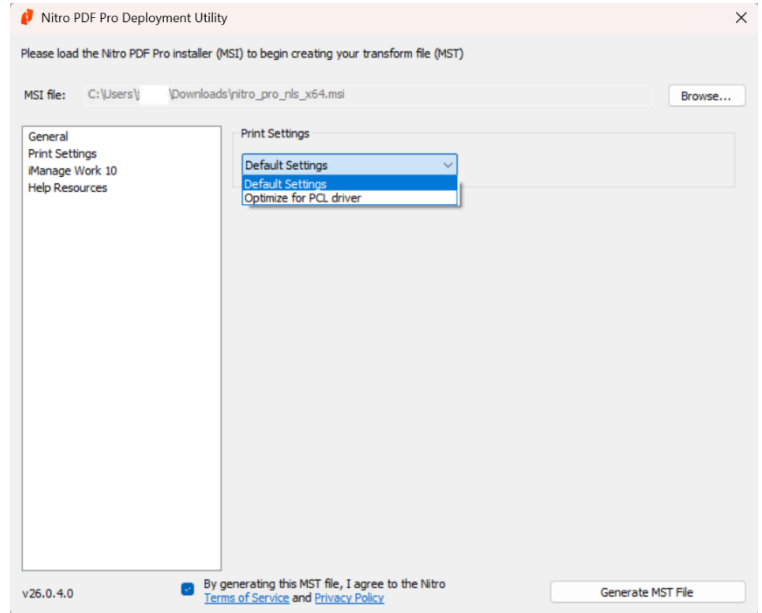 Nitro PDF Pro Deployment Utility
Please load the Nitro PDF Pro installer (MSI) to begin creating your transform file (MST)
MSI file: C:\Users\j \Downloads\nitro_pro_nls_x64.msi Browse...
General
Print Settings
iManage Work 10
Help Resources
Print Settings
Default Settings
Default Settings
Optimize for PCL driver
v26.0.4.0
By generating this MST file, I agree to the Nitro
Terms of Service and Privacy Policy
Generate MST File